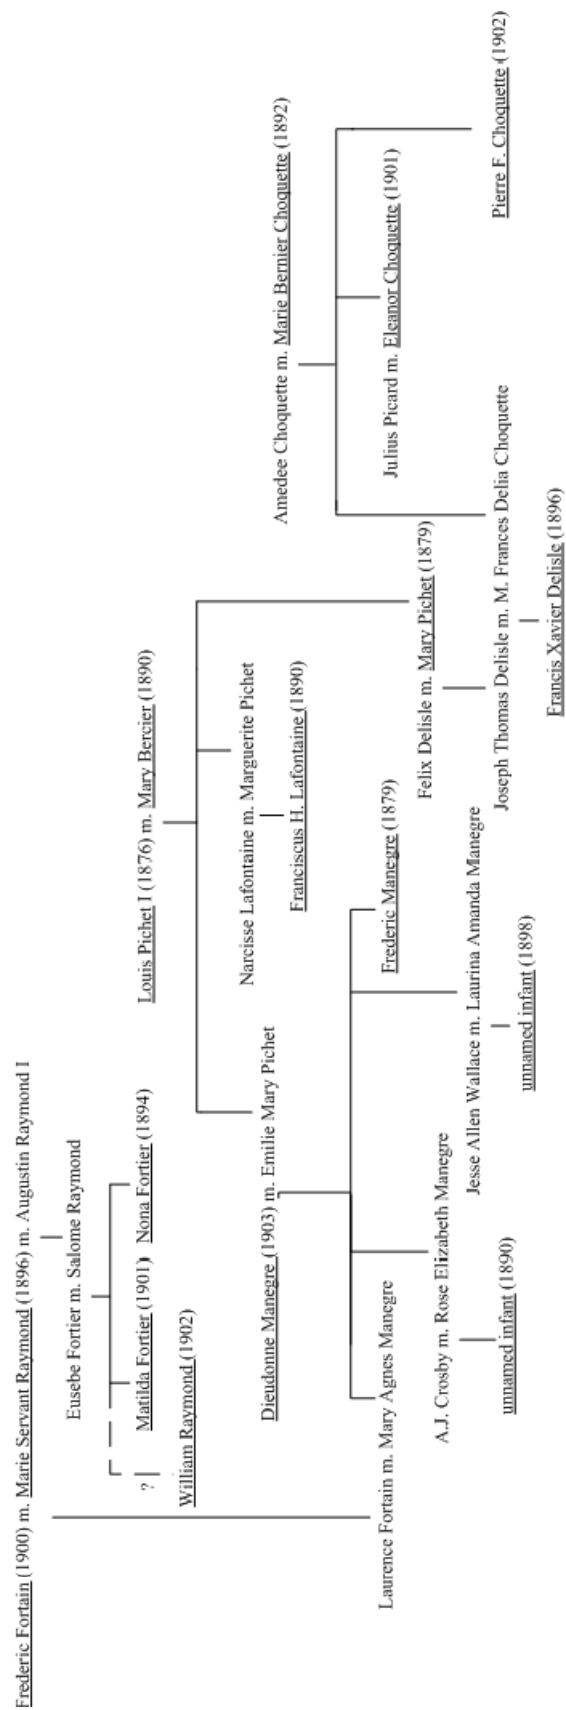 Frederic Fortain (1900) m. Marie Servant Raymond (1896) m. Augustin Raymond I
Eusebe Fortier m. Salome Raymond
Matilda Fortier (1901) Nona Fortier (1894)
?
William Raymond (1902)
Louis Pichet I (1876) m. Mary Bercier (1890)
Dieudonne Manegre (1903) m. Emilie Mary Pichet
Narcisse Lafontaine m. Marguerite Pichet
Franciscus H. Lafontaine (1890)
Amedee Choquette m. Marie Bernier Choquette (1892)
Laurence Fortain m. Mary Agnes Manegre
Frederic Manegre (1879)
Felix Delisle m. Mary Pichet (1879)
Julius Picard m. Eleanor Choquette (1901)
A.J. Crosby m. Rose Elizabeth Manegre
Jesse Allen Wallace m. Laurina Amanda Manegre
Joseph Thomas Delisle m. M. Frances Delia Choquette
Pierre F. Choquette (1902)
unnamed infant (1890)
unnamed infant (1898)
Francis Xavier Delisle (1896)